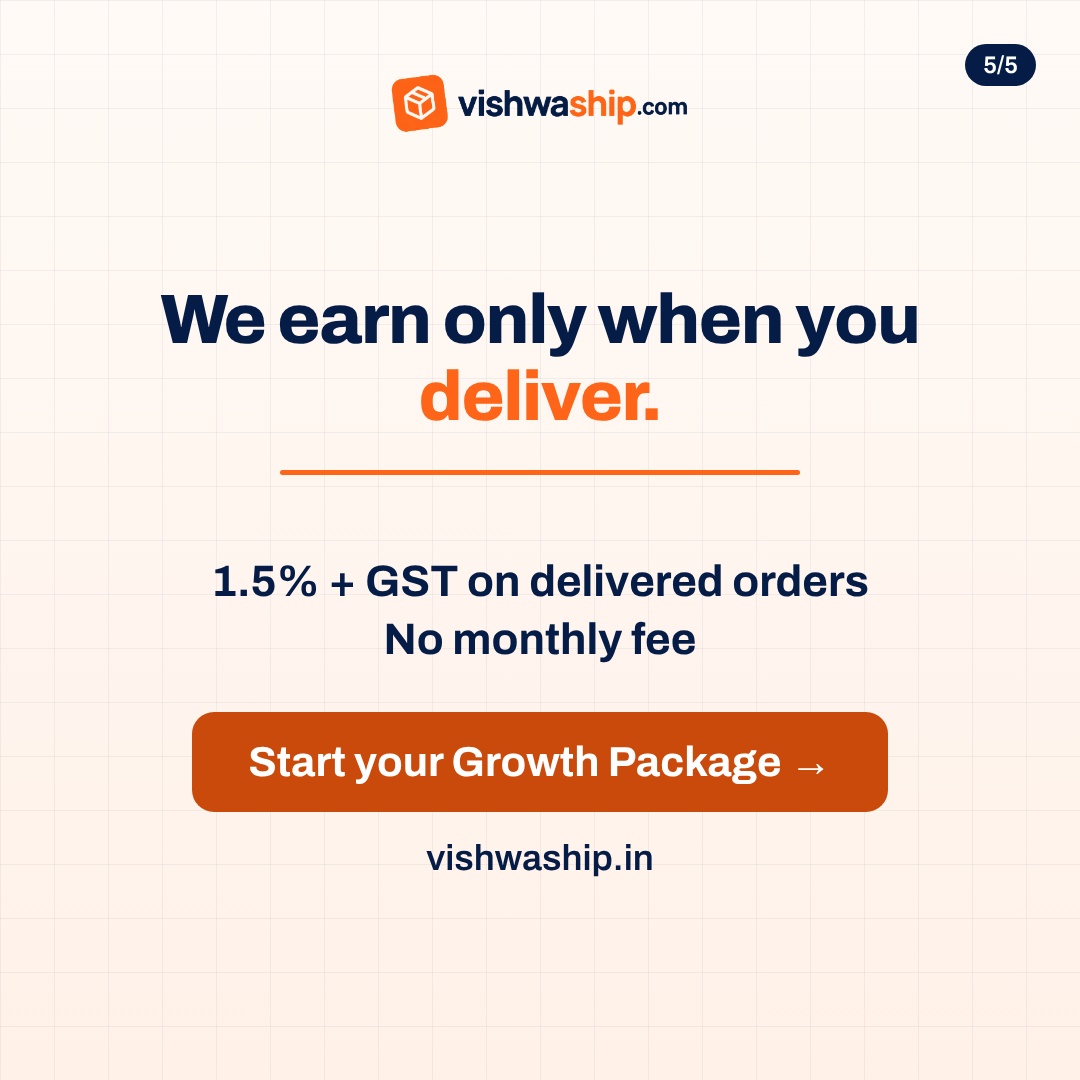 5/5
vishwaship.com
We earn only when you
deliver.
1.5% + GST on delivered orders
No monthly fee
Start your Growth Package →
vishwaship.in